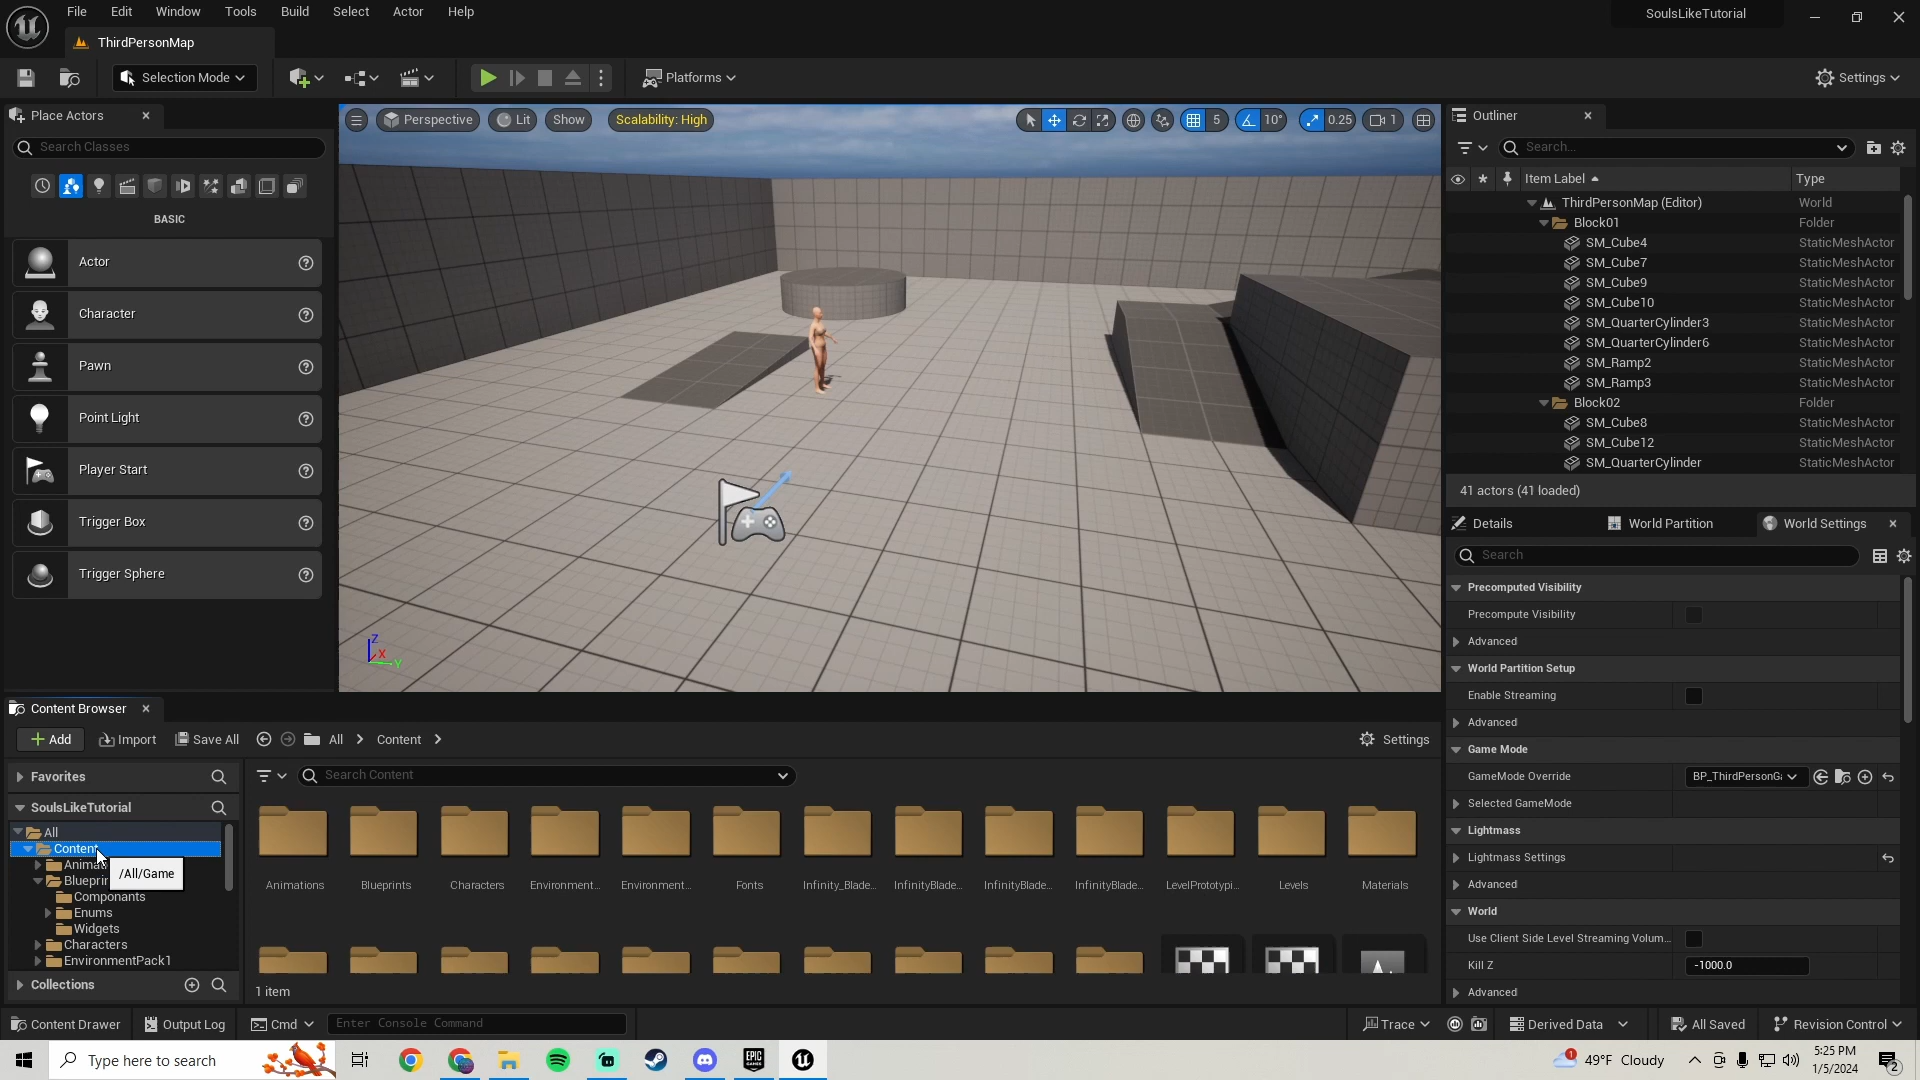 File Edit Window Tools Build Select Actor Help
SoulsLikeTutorial
ThirdPersonMap
Selection Mode
Platforms
Settings
Place Actors
Search Classes
BASIC
Actor
Character
Pawn
Point Light
Player Start
Trigger Box
Trigger Sphere
Perspective Lit Show Scalability: High 5 10° 0.25 1
Z
X
Y
Outliner
Search...
Item Label Type
ThirdPersonMap (Editor) World
Block01 Folder
SM_Cube4 StaticMeshActor
SM_Cube7 StaticMeshActor
SM_Cube9 StaticMeshActor
SM_Cube10 StaticMeshActor
SM_QuarterCylinder3 StaticMeshActor
SM_QuarterCylinder6 StaticMeshActor
SM_Ramp2 StaticMeshActor
SM_Ramp3 StaticMeshActor
Block02 Folder
SM_Cube8 StaticMeshActor
SM_Cube12 StaticMeshActor
SM_QuarterCylinder StaticMeshActor
41 actors (41 loaded)
Details World Partition World Settings
Search
Precomputed Visibility
Precompute Visibility
Advanced
World Partition Setup
Enable Streaming
Advanced
Game Mode
GameMode Override BP_ThirdPersonGa
Selected GameMode
Lightmass
Lightmass Settings
Advanced
World
Use Client Side Level Streaming Volum...
Kill Z -1000.0
Advanced
Content Browser
Add Import Save All All Content Settings
Favorites
SoulsLikeTutorial
All
Content
Animat
/All/Game
Blueprin
Componants
Enums
Widgets
Characters
EnvironmentPack1
Collections
Search Content
Animations Blueprints Characters Environment... Environment... Fonts Infinity_Blade... InfinityBlade... InfinityBlade... InfinityBlade... LevelPrototypi... Levels Materials
1 item
Content Drawer Output Log Cmd Enter Console Command Trace Derived Data All Saved Revision Control
Type here to search
EPIC GAMES
1
49°F Cloudy
5:25 PM
1/5/2024
2